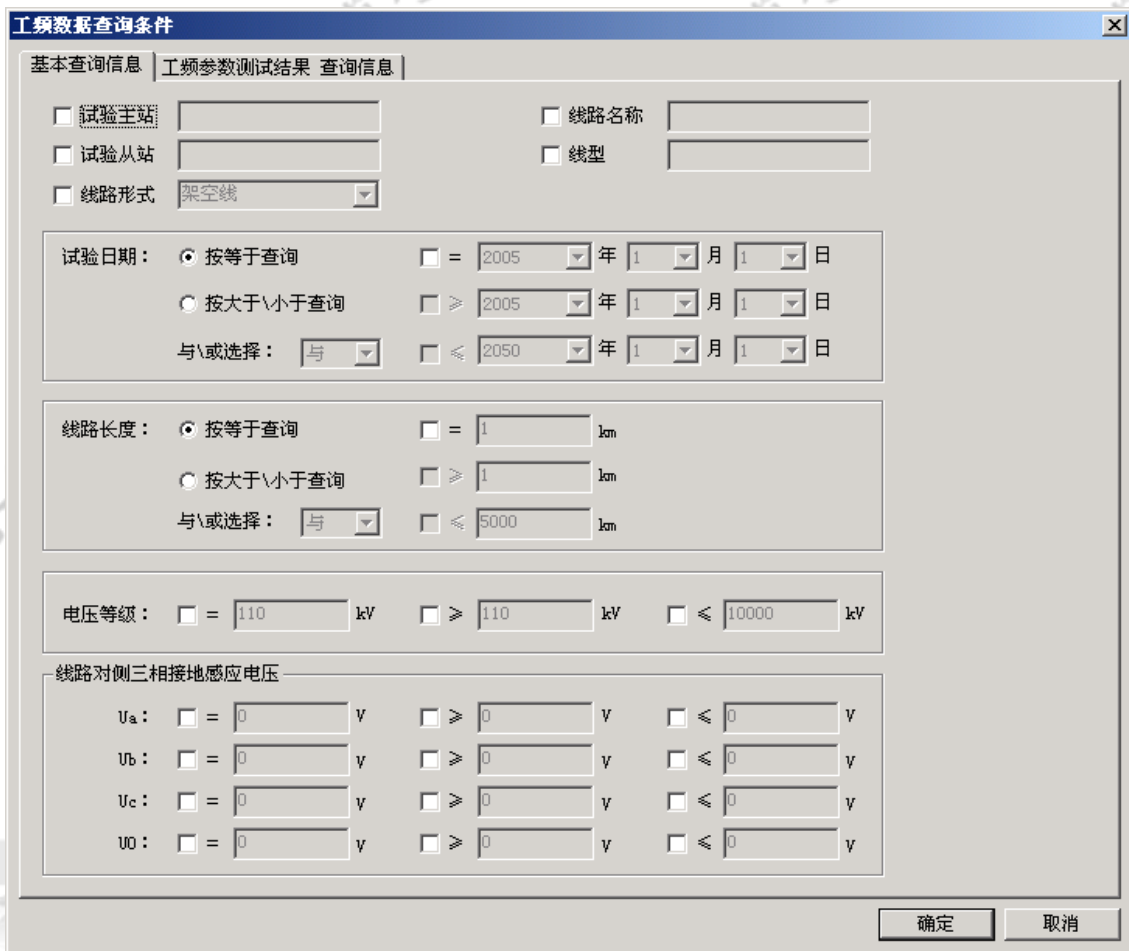 工频数据查询条件
基本查询信息 工频参数测试结果 查询信息
试验主站 线路名称
试验从站 线型
线路形式 架空线
试验日期： 按等于查询 = 2005 年 1 月 1 日
按大于\小于查询 ≥ 2005 年 1 月 1 日
与\或选择： 与 ≤ 2050 年 1 月 1 日
线路长度： 按等于查询 = 1 km
按大于\小于查询 ≥ 1 km
与\或选择： 与 ≤ 5000 km
电压等级： = 110 kV ≥ 110 kV ≤ 10000 kV
线路对侧三相接地感应电压
Ua： = 0 V ≥ 0 V ≤ 0 V
Ub： = 0 V ≥ 0 V ≤ 0 V
Uc： = 0 V ≥ 0 V ≤ 0 V
U0： = 0 V ≥ 0 V ≤ 0 V
确定 取消